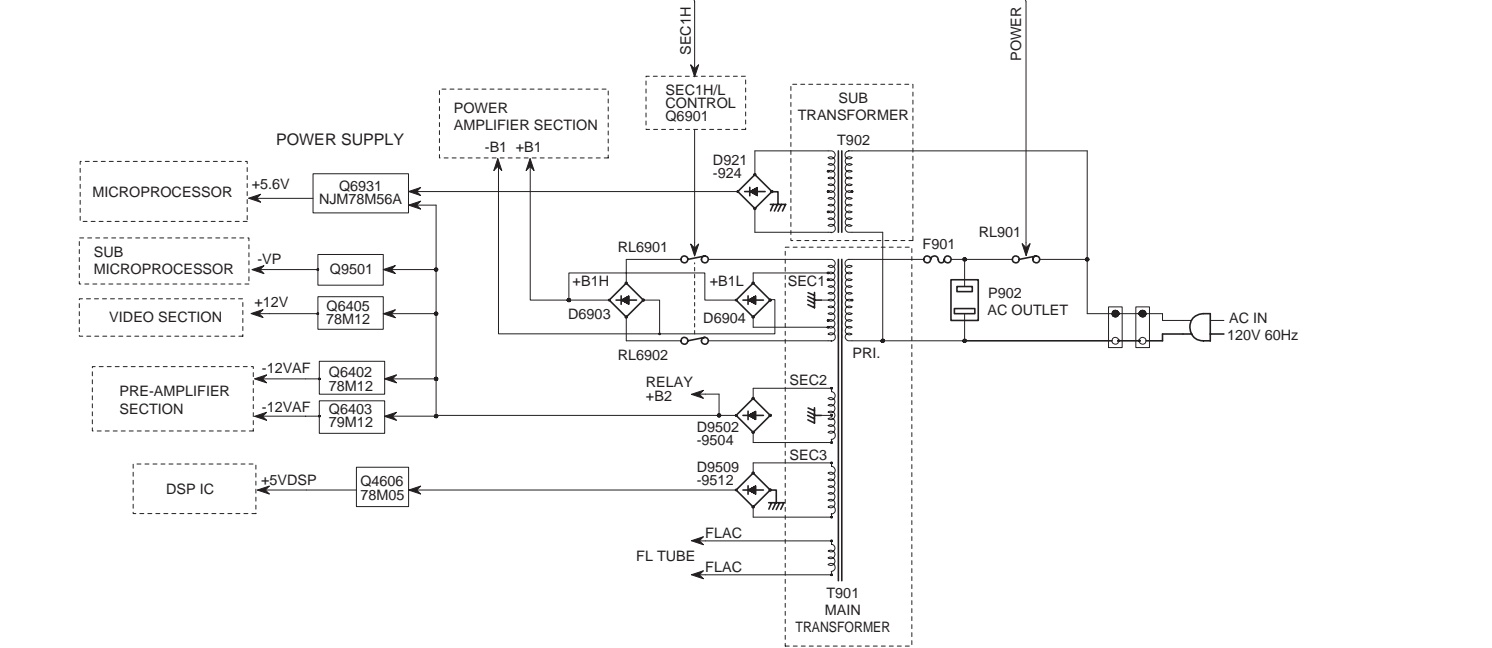 SEC1H
POWER
SEC1H/L
CONTROL
Q6901
POWER
AMPLIFIER SECTION
-B1 +B1
SUB
TRANSFORMER
T902
POWER SUPPLY
D921
-924
MICROPROCESSOR
+5.6V
Q6931
NJM78M56A
SUB
MICROPROCESSOR
-VP
Q9501
VIDEO SECTION
+12V
Q6405
78M12
RL6901
+B1H
D6903
RL6902
+B1L
D6904
SEC1
F901
RL901
P902
AC OUTLET
AC IN
120V 60Hz
PRI.
PRE-AMPLIFIER
SECTION
-12VAF
Q6402
78M12
-12VAF
Q6403
79M12
RELAY
+B2
D9502
-9504
SEC2
DSP IC
+5VDSP
Q4606
78M05
D9509
-9512
SEC3
FL TUBE
FLAC
FLAC
T901
MAIN
TRANSFORMER